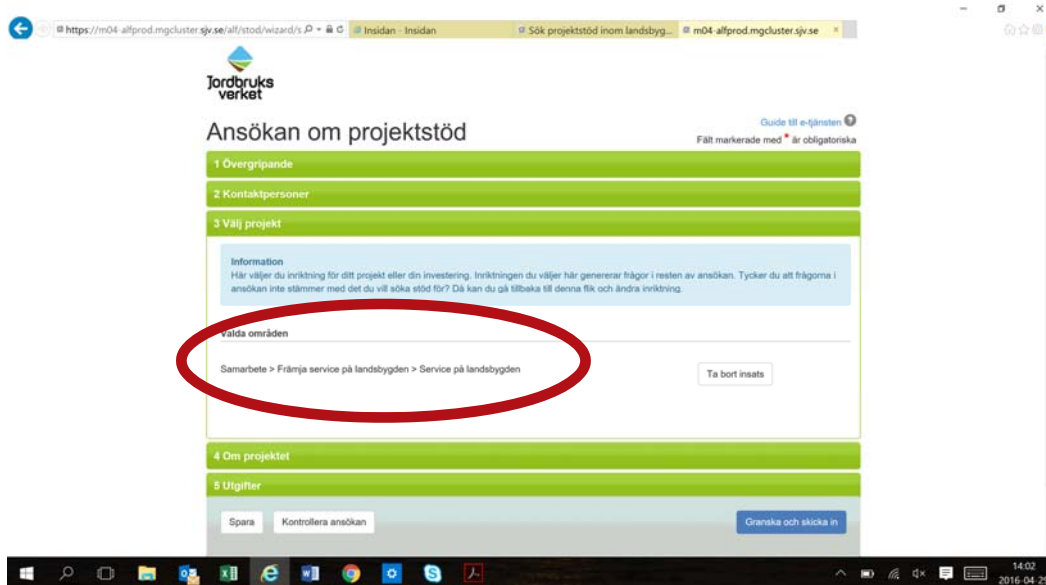 https://m04-alfprod.mgcluster.sjv.se/alf/stod/wizard/s
Insidan - Insidan
Sök projektstöd inom landsbyg...
m04-alfprod.mgcluster.sjv.se
Jordbruks
verket
Ansökan om projektstöd
Guide till e-tjänsten
Fält markerade med * är obligatoriska
1 Övergripande
2 Kontaktpersoner
3 Välj projekt
Information
Här väljer du inriktning för ditt projekt eller din investering. Inriktningen du väljer här genererar frågor i resten av ansökan. Tycker du att frågorna i
ansökan inte stämmer med det du vill söka stöd för? Då kan du gå tillbaka till denna flik och ändra inriktning.
Valda områden
Samarbete > Främja service på landsbygden > Service på landsbygden
Ta bort insats
4 Om projektet
5 Utgifter
Spara
Kontrollera ansökan
Granska och skicka in
14:02
2016-04-2